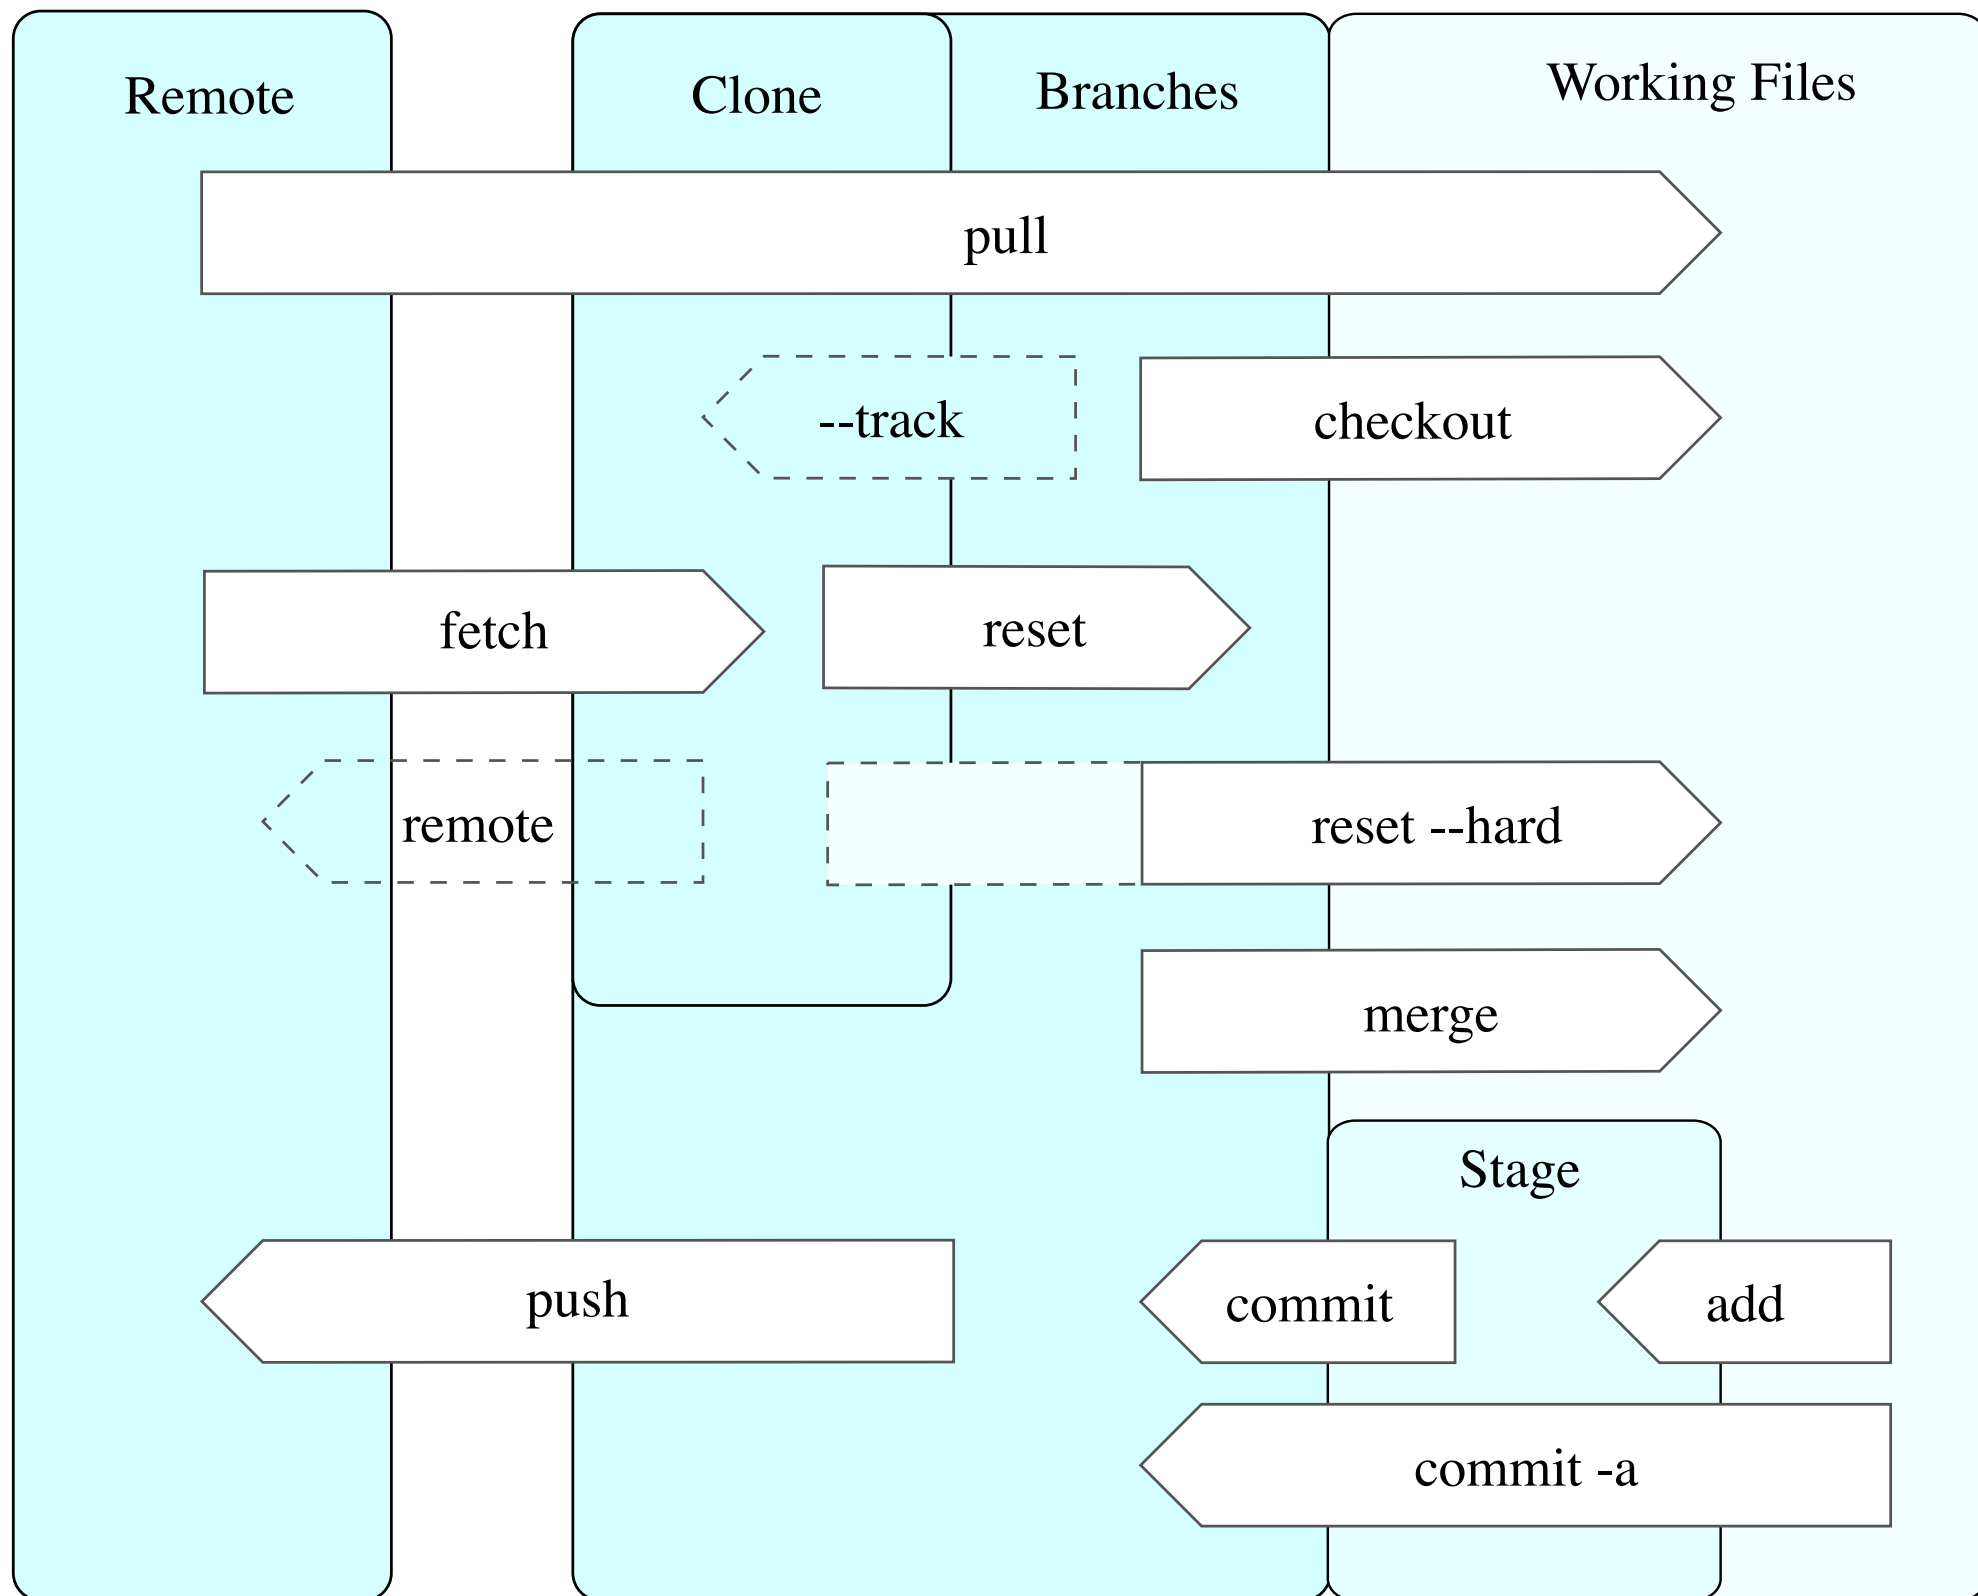 Remote
Clone
Branches
Working Files
pull
--track
checkout
fetch
reset
remote
reset --hard
merge
Stage
push
commit
add
commit -a